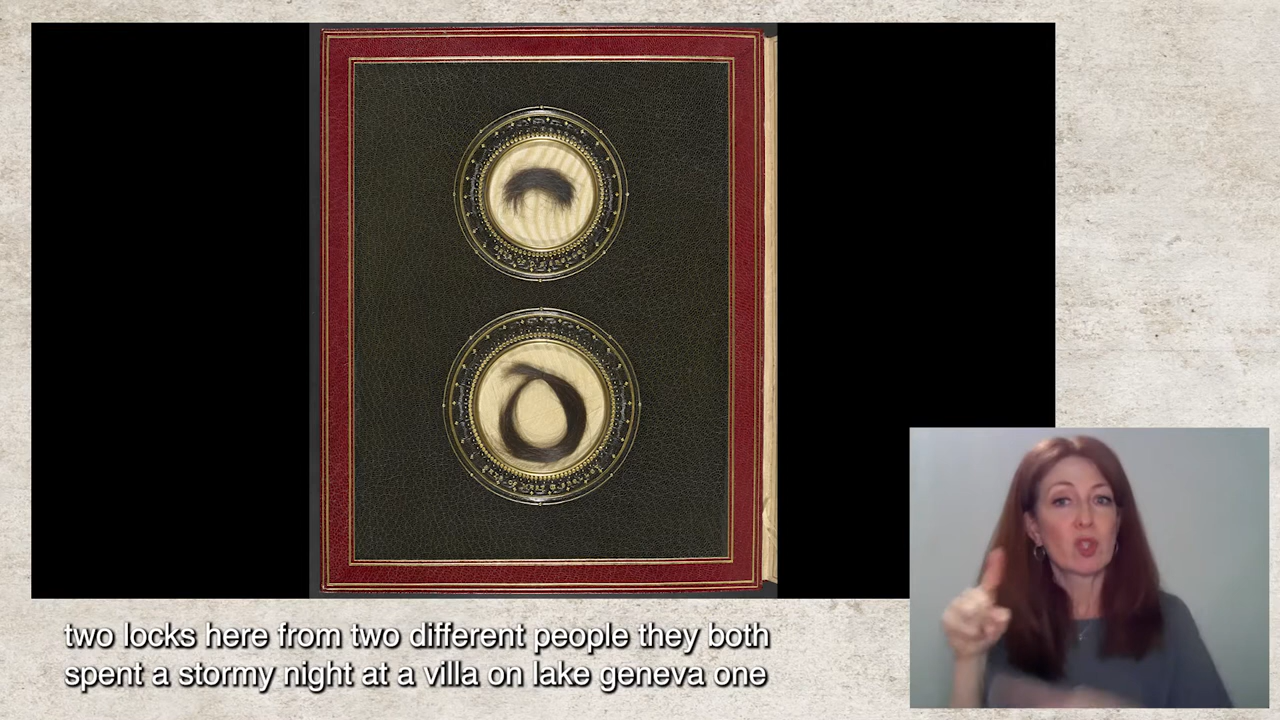 two locks here from two different people they both
spent a stormy night at a villa on lake geneva one